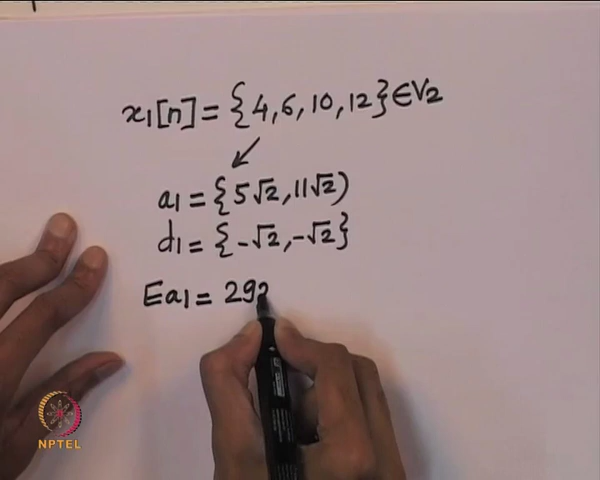 x₁[n] = {4, 6, 10, 12} ∈ V₂
a₁ = {5√2, 11√2)
d₁ = {-√2, -√2}
Ea₁ = 292
NPTEL